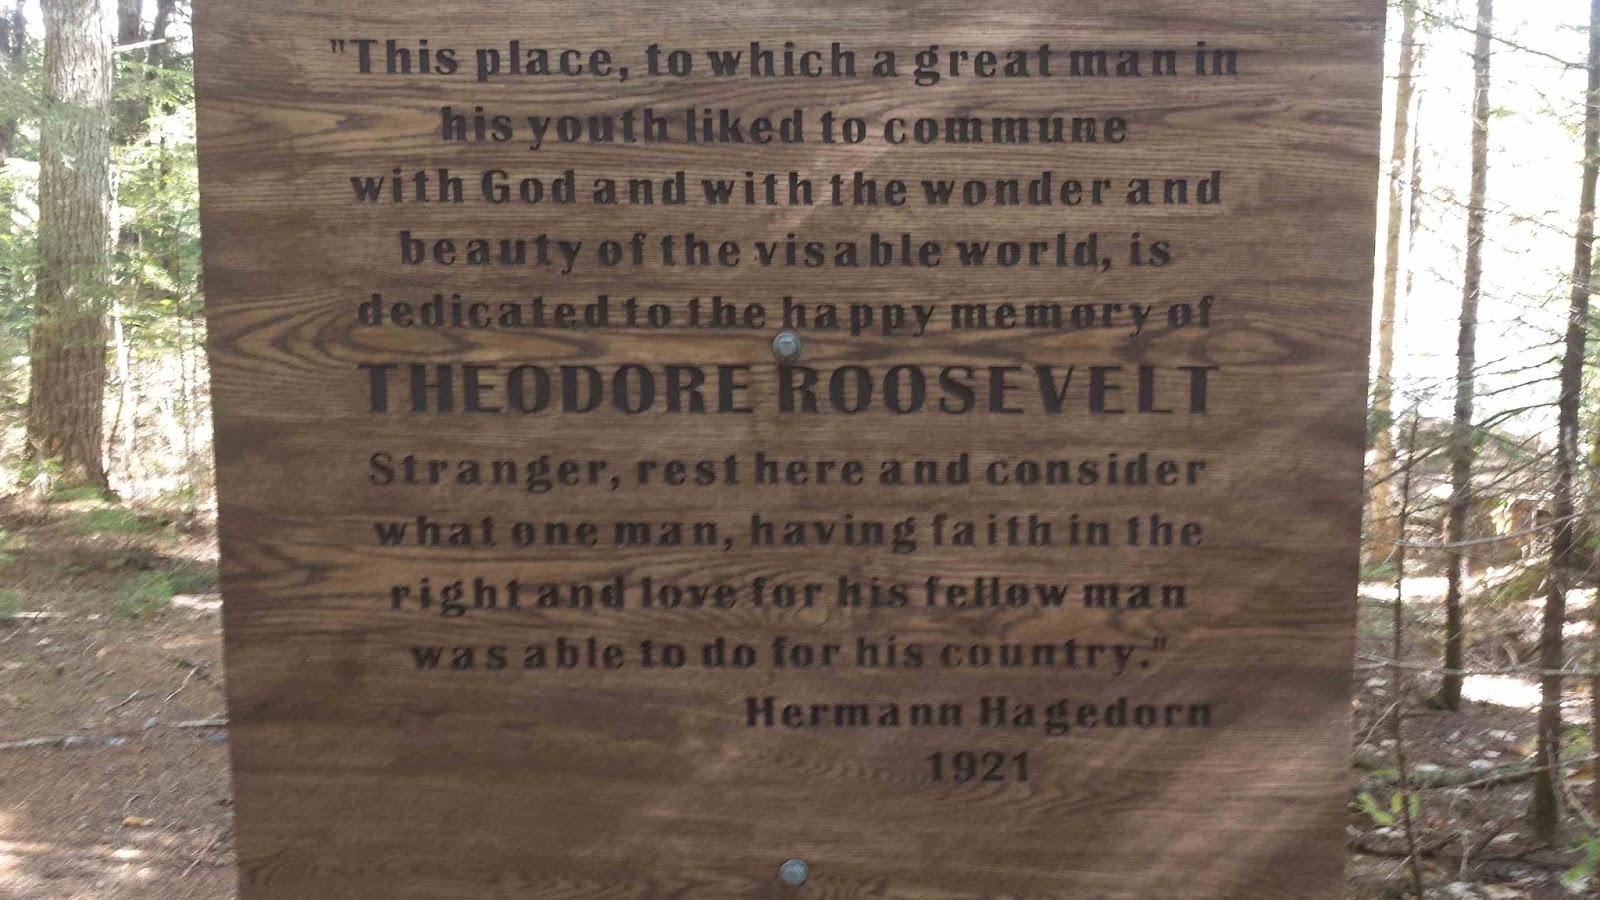 "This place, to which a great man in
his youth liked to commune
with God and with the wonder and
beauty of the visable world, is
dedicated to the happy memory of
THEODORE ROOSEVELT
Stranger, rest here and consider
what one man, having faith in the
right and love for his fellow man
was able to do for his country."
Hermann Hagedorn
1921